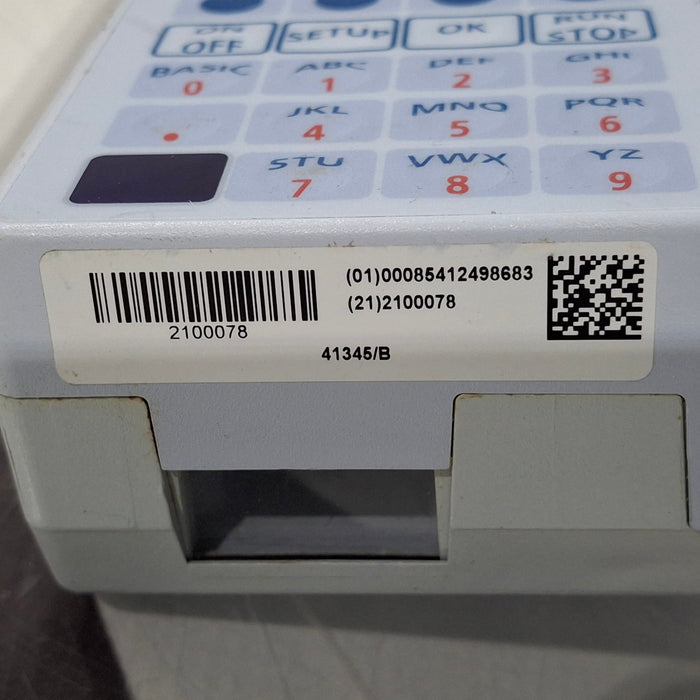 ON
OFF
SETUP
OK
RUN
STOP
BASIC
0
ABC
1
DEF
2
GHI
3
.
JKL
4
MNO
5
PQR
6
STU
7
VWX
8
YZ
9
2100078
(01)00085412498683
(21)2100078
41345/B